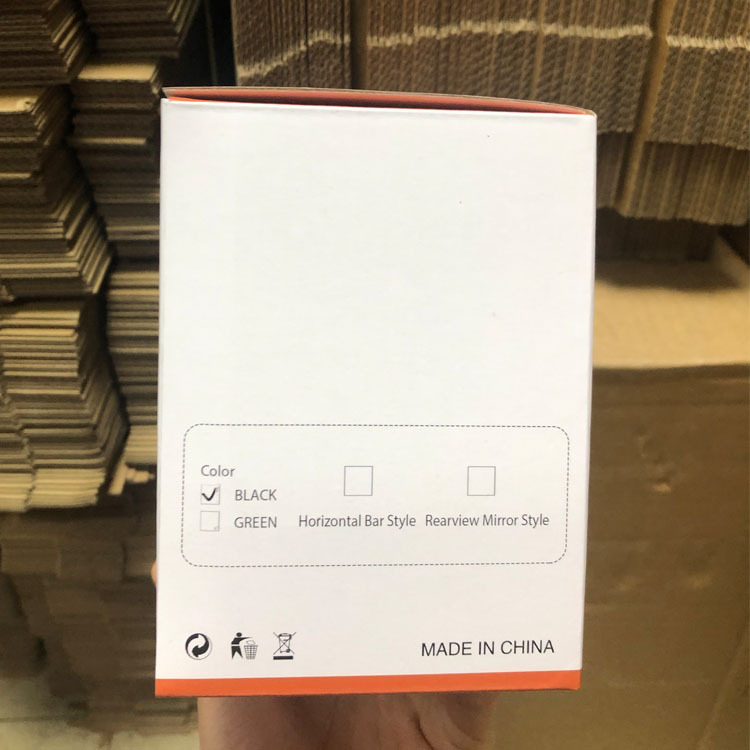 Color
BLACK
GREEN
Horizontal Bar Style
Rearview Mirror Style
MADE IN CHINA